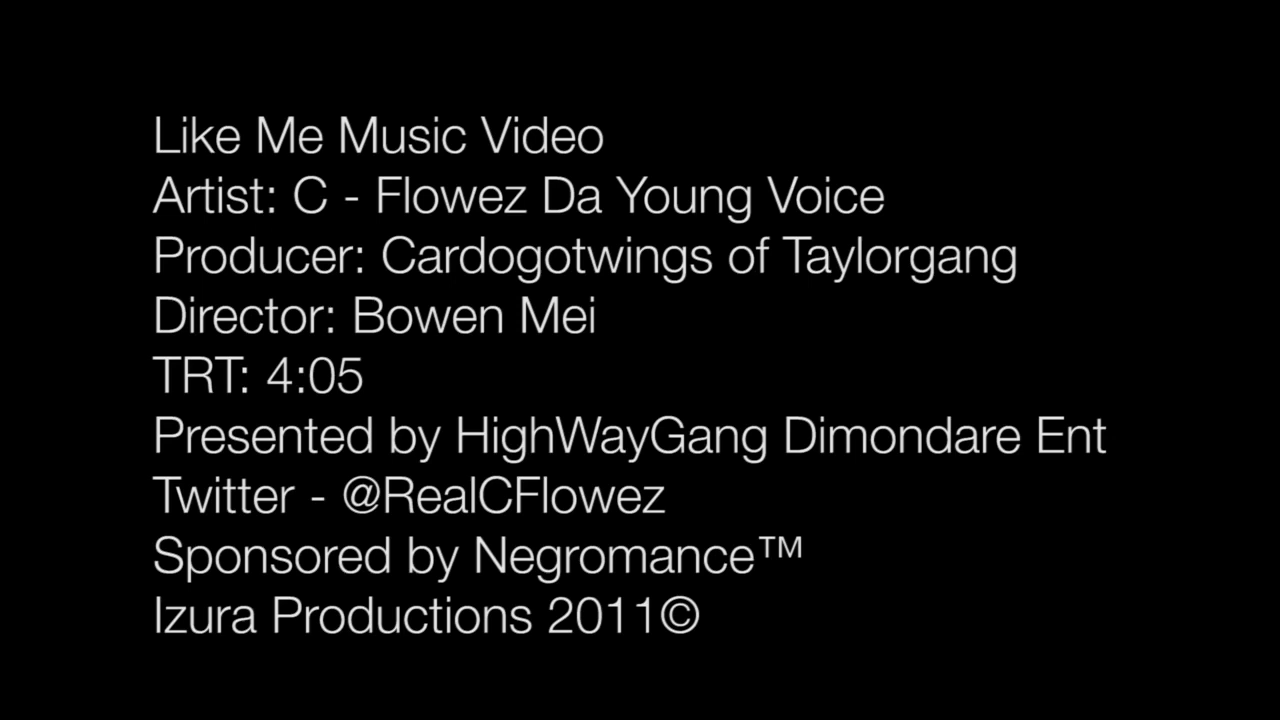 Like Me Music Video
Artist: C - Flowez Da Young Voice
Producer: Cardogotwings of Taylorgang
Director: Bowen Mei
TRT: 4:05
Presented by HighWayGang Dimondare Ent
Twitter - @RealCFlowez
Sponsored by Negromance™
Izura Productions 2011©